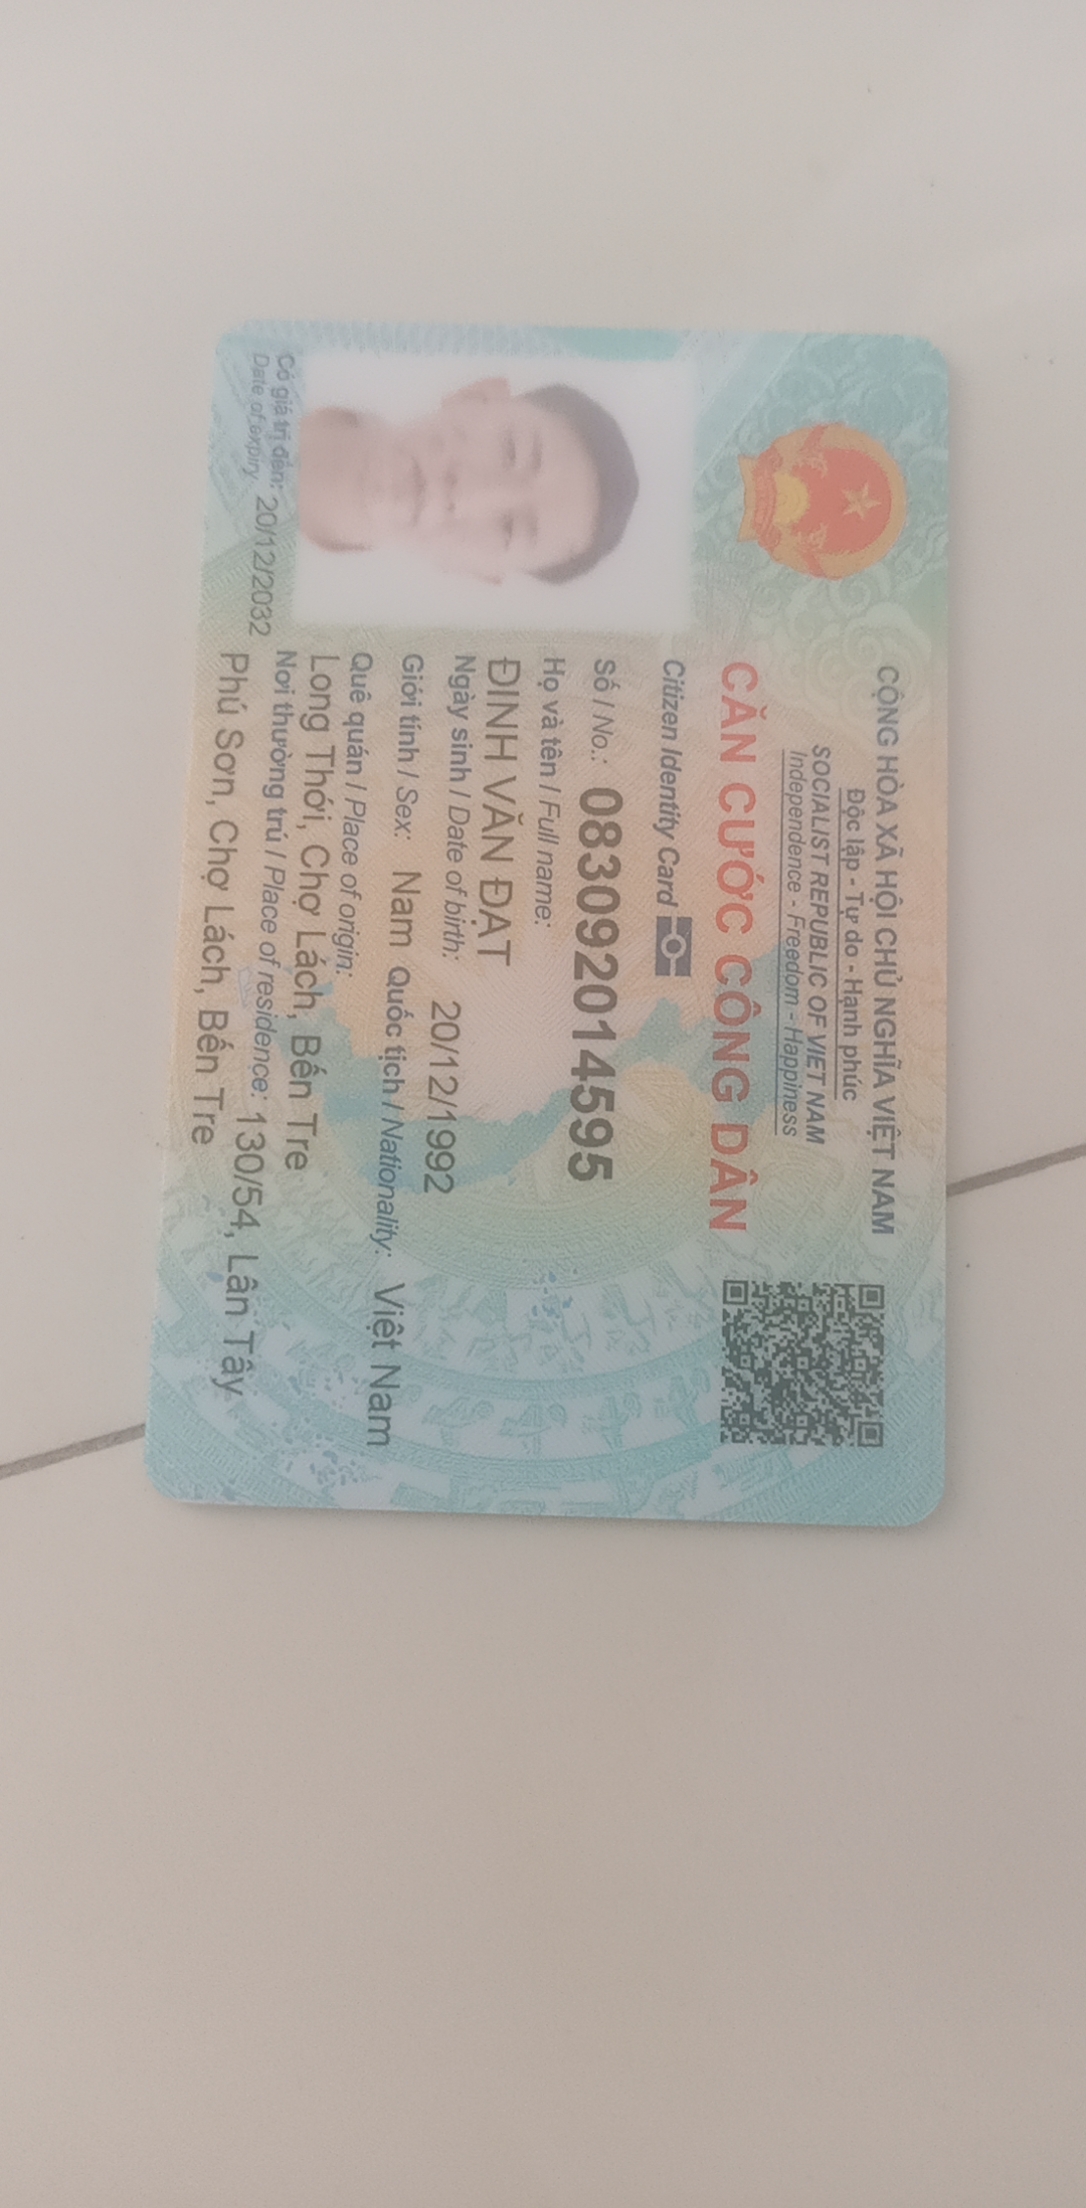 CỘNG HÒA XÃ HỘI CHỦ NGHĨA VIỆT NAM
Độc lập - Tự do - Hạnh phúc
SOCIALIST REPUBLIC OF VIET NAM
Independence - Freedom - Happiness
CĂN CƯỚC CÔNG DÂN
Citizen Identity Card
Số / No.: 083092014595
Họ và tên / Full name:
ĐINH VĂN ĐẠT
Ngày sinh / Date of birth: 20/12/1992
Giới tính / Sex: Nam Quốc tịch / Nationality: Việt Nam
Quê quán / Place of origin:
Long Thới, Chợ Lách, Bến Tre
Nơi thường trú / Place of residence: 130/54, Lân Tây
Phú Sơn, Chợ Lách, Bến Tre
Có giá trị đến: 20/12/2032
Date of expiry